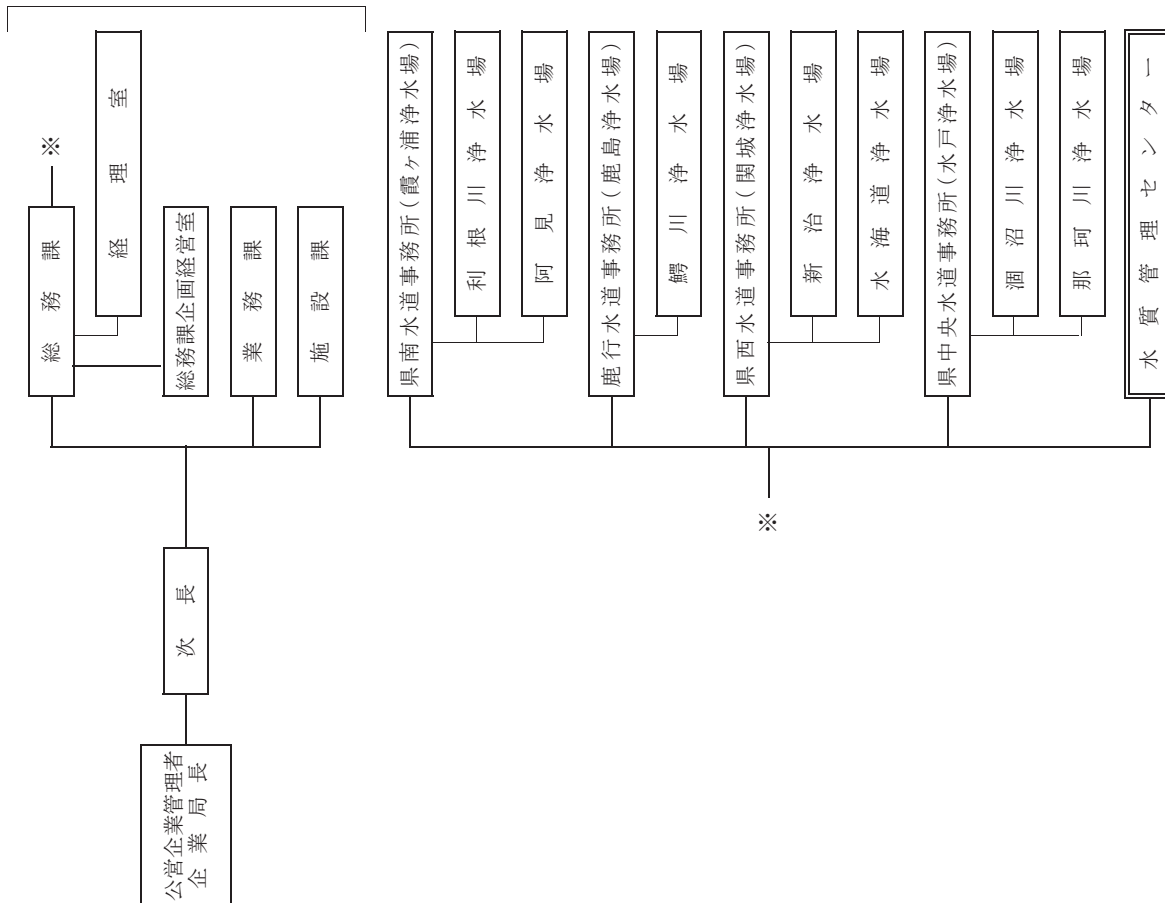 公営企業管理者
企業局長
次長
総務課
※
経理室
総務課企画経営室
業務課
施設課
※
県南水道事務所(霞ヶ浦浄水場)
利根川浄水場
阿見浄水場
鹿行水道事務所(鹿島浄水場)
鰐川浄水場
県西水道事務所(関城浄水場)
新治浄水場
水海道浄水場
県中央水道事務所(水戸浄水場)
涸沼川浄水場
那珂川浄水場
水質管理センター